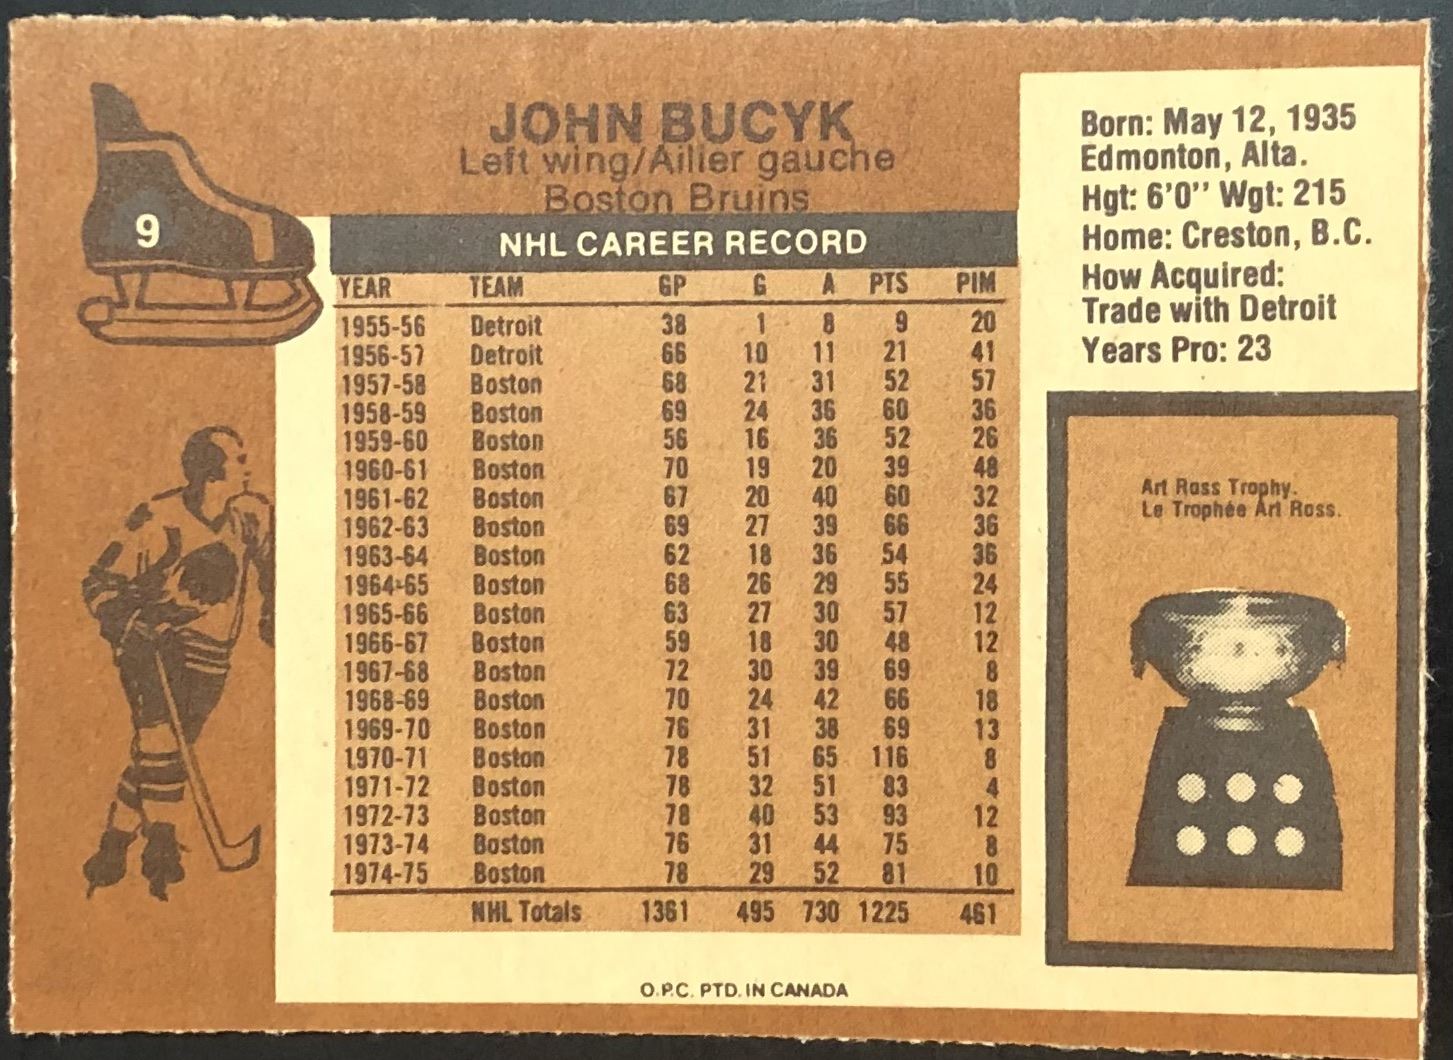 JOHN BUCYK
Left wing/Ailier gauche
Boston Bruins
9
NHL CAREER RECORD
YEAR TEAM GP G A PTS PIM
1955-56 Detroit 38 1 8 9 20
1956-57 Detroit 66 10 11 21 41
1957-58 Boston 68 21 31 52 57
1958-59 Boston 69 24 36 60 36
1959-60 Boston 56 16 36 52 26
1960-61 Boston 70 19 20 39 48
1961-62 Boston 67 20 40 60 32
1962-63 Boston 69 27 39 66 36
1963-64 Boston 62 18 36 54 36
1964-65 Boston 68 26 29 55 24
1965-66 Boston 63 27 30 57 12
1966-67 Boston 59 18 30 48 12
1967-68 Boston 72 30 39 69 8
1968-69 Boston 70 24 42 66 18
1969-70 Boston 76 31 38 69 13
1970-71 Boston 78 51 65 116 8
1971-72 Boston 78 32 51 83 4
1972-73 Boston 78 40 53 93 12
1973-74 Boston 76 31 44 75 8
1974-75 Boston 78 29 52 81 10
NHL Totals 1361 495 730 1225 461
O.P.C. PTD. IN CANADA
Born: May 12, 1935
Edmonton, Alta.
Hgt: 6'0'' Wgt: 215
Home: Creston, B.C.
How Acquired:
Trade with Detroit
Years Pro: 23
Art Ross Trophy.
Le Trophée Art Ross.